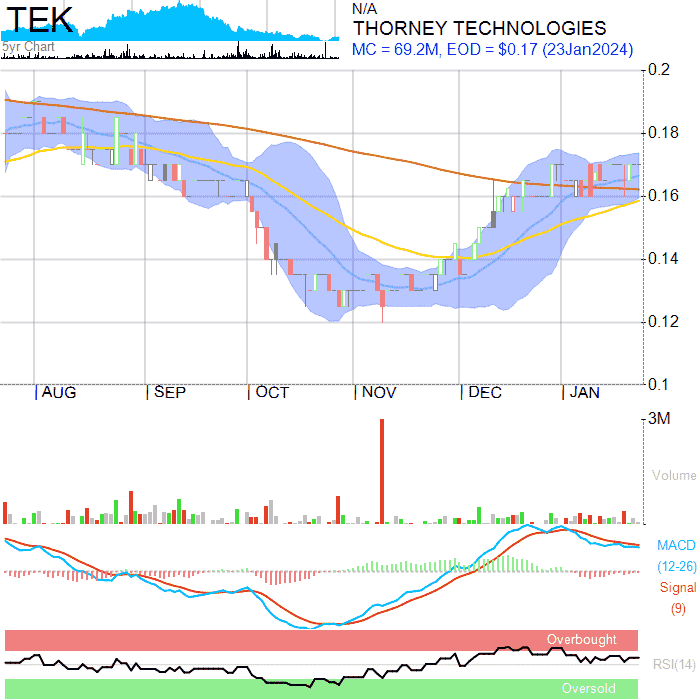 TEK
5yr Chart
N/A
THORNEY TECHNOLOGIES
MC = 69.2M, EOD = $0.17 (23Jan2024)
0.2
0.18
0.16
0.14
0.12
0.1
AUG SEP OCT NOV DEC JAN
3M
Volume
MACD
(12-26)
Signal
(9)
Overbought
RSI(14)
Oversold